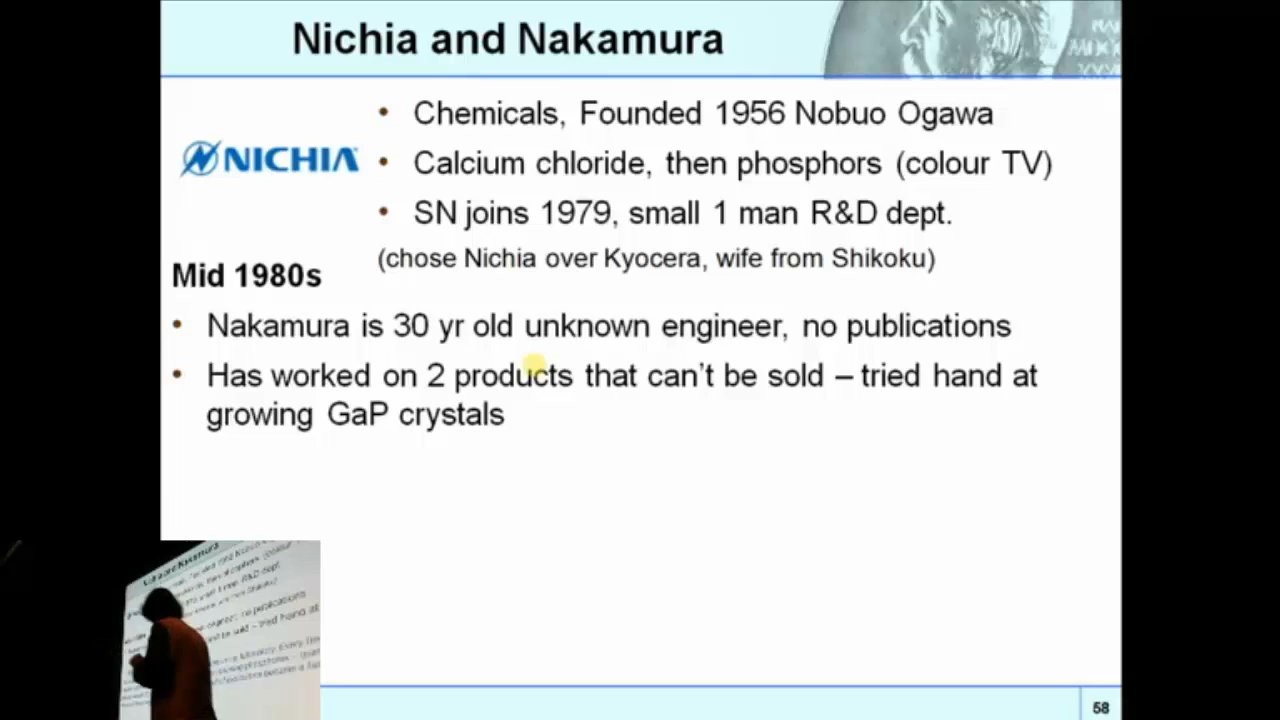 Nichia and Nakamura
• Chemicals, Founded 1956 Nobuo Ogawa
NICHIA
• Calcium chloride, then phosphors (colour TV)
• SN joins 1979, small 1 man R&D dept.
(chose Nichia over Kyocera, wife from Shikoku)
Mid 1980s
• Nakamura is 30 yr old unknown engineer, no publications
• Has worked on 2 products that can't be sold – tried hand at
growing GaP crystals
58